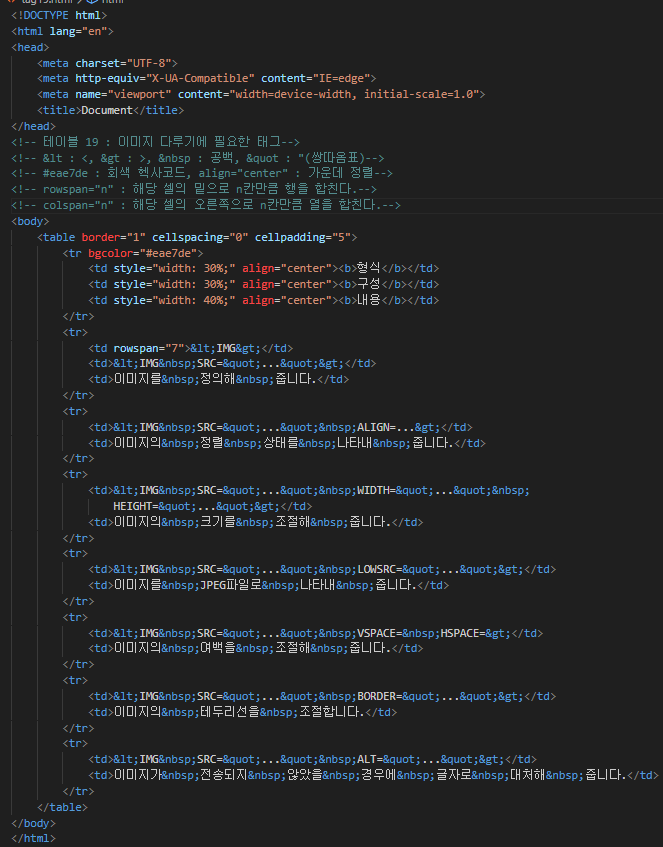 <!DOCTYPE html>
<html lang="en">
<head>
    <meta charset="UTF-8">
    <meta http-equiv="X-UA-Compatible" content="IE=edge">
    <meta name="viewport" content="width=device-width, initial-scale=1.0">
    <title>Document</title>
</head>
<!-- 테이블 19 : 이미지 다루기에 필요한 태그-->
<!-- &lt : <, &gt : >, &nbsp : 공백, &quot : "(쌍따옴표)-->
<!-- #eae7de : 회색 헥사코드, align="center" : 가운데 정렬-->
<!-- rowspan="n" : 해당 셀의 밑으로 n칸만큼 행을 합친다.-->
<!-- colspan="n" : 해당 셀의 오른쪽으로 n칸만큼 열을 합친다.-->
<body>
    <table border="1" cellspacing="0" cellpadding="5">
        <tr bgcolor="#eae7de">
            <td style="width: 30%;" align="center"><b>형식</b></td>
            <td style="width: 30%;" align="center"><b>구성</b></td>
            <td style="width: 40%;" align="center"><b>내용</b></td>
        </tr>
        <tr>
            <td rowspan="7">&lt;IMG&gt;</td>
            <td>&lt;IMG&nbsp;SRC=&quot;...&quot;&gt;</td>
            <td>이미지를&nbsp;정의해&nbsp;줍니다.</td>
        </tr>
        <tr>
            <td>&lt;IMG&nbsp;SRC=&quot;...&quot;&nbsp;ALIGN=...&gt;</td>
            <td>이미지의&nbsp;정렬&nbsp;상태를&nbsp;나타내&nbsp;줍니다.</td>
        </tr>
        <tr>
            <td>&lt;IMG&nbsp;SRC=&quot;...&quot;&nbsp;WIDTH=&quot;...&quot;&nbsp;
                HEIGHT=&quot;...&quot;&gt;</td>
            <td>이미지의&nbsp;크기를&nbsp;조절해&nbsp;줍니다.</td>
        </tr>
        <tr>
            <td>&lt;IMG&nbsp;SRC=&quot;...&quot;&nbsp;LOWSRC=&quot;...&quot;&gt;</td>
            <td>이미지를&nbsp;JPEG파일로&nbsp;나타내&nbsp;줍니다.</td>
        </tr>
        <tr>
            <td>&lt;IMG&nbsp;SRC=&quot;...&quot;&nbsp;VSPACE=&nbsp;HSPACE=&gt;</td>
            <td>이미지의&nbsp;여백을&nbsp;조절해&nbsp;줍니다.</td>
        </tr>
        <tr>
            <td>&lt;IMG&nbsp;SRC=&quot;...&quot;&nbsp;BORDER=&quot;...&quot;&gt;</td>
            <td>이미지의&nbsp;테두리선을&nbsp;조절합니다.</td>
        </tr>
        <tr>
            <td>&lt;IMG&nbsp;SRC=&quot;...&quot;&nbsp;ALT=&quot;...&quot;&gt;</td>
            <td>이미지가&nbsp;전송되지&nbsp;않았을&nbsp;경우에&nbsp;글자로&nbsp;대처해&nbsp;줍니다.</td>
        </tr>
    </table>
</body>
</html>